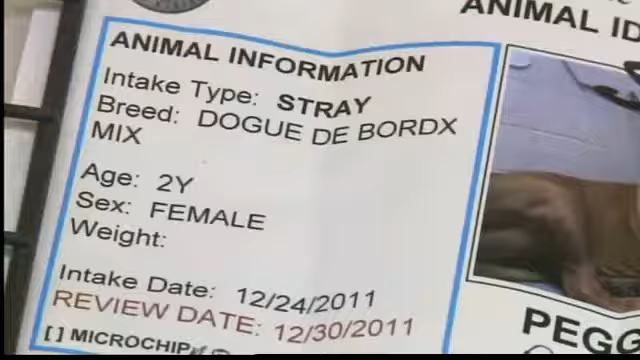 ANIMAL ID
ANIMAL INFORMATION
Intake Type: STRAY
Breed: DOGUE DE BORDX
MIX
Age: 2Y
Sex: FEMALE
Weight:
Intake Date: 12/24/2011
REVIEW DATE: 12/30/2011
[ ] MICROCHIP
PEGG